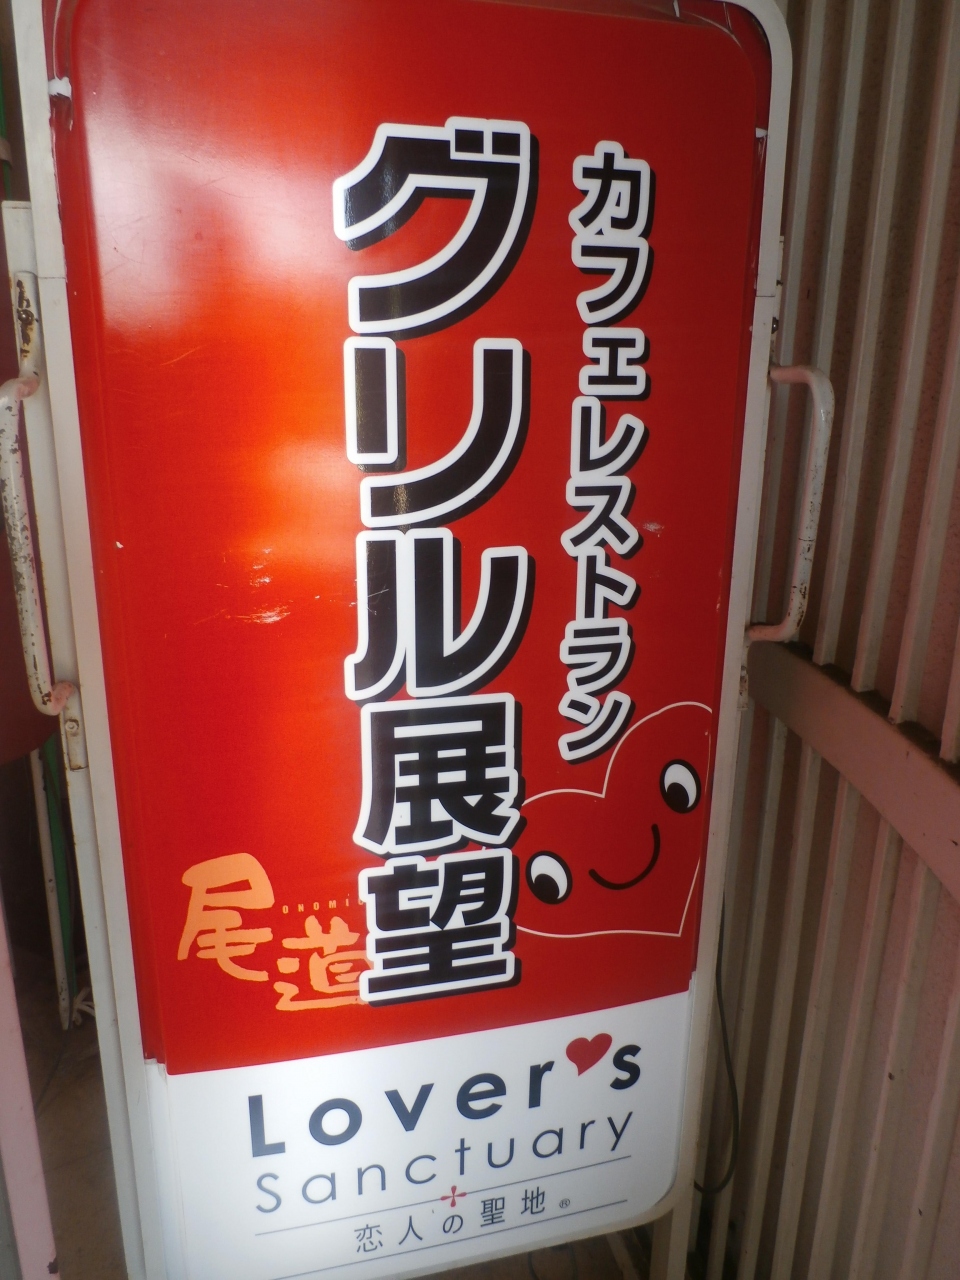 カフェレストラン
グリル展望
尾道
Lover's
Sanctuary
恋人の聖地®